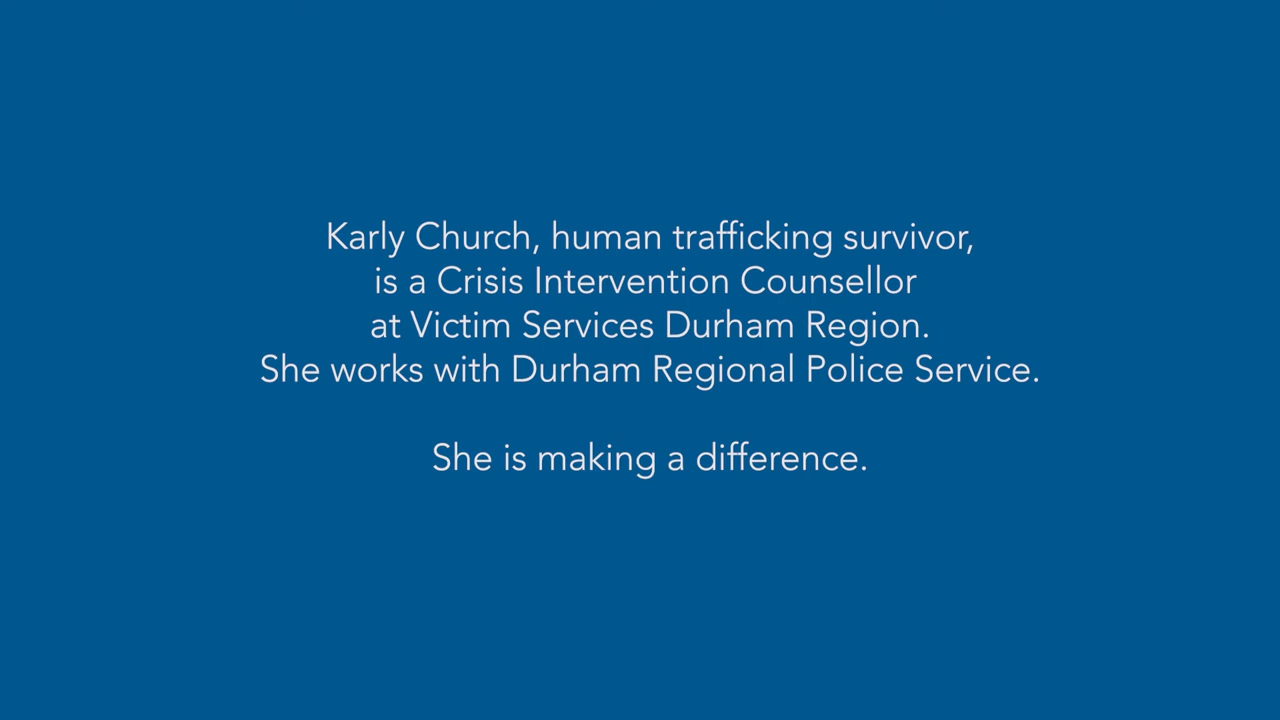 Karly Church, human trafficking survivor,
is a Crisis Intervention Counsellor
at Victim Services Durham Region.
She works with Durham Regional Police Service.
She is making a difference.